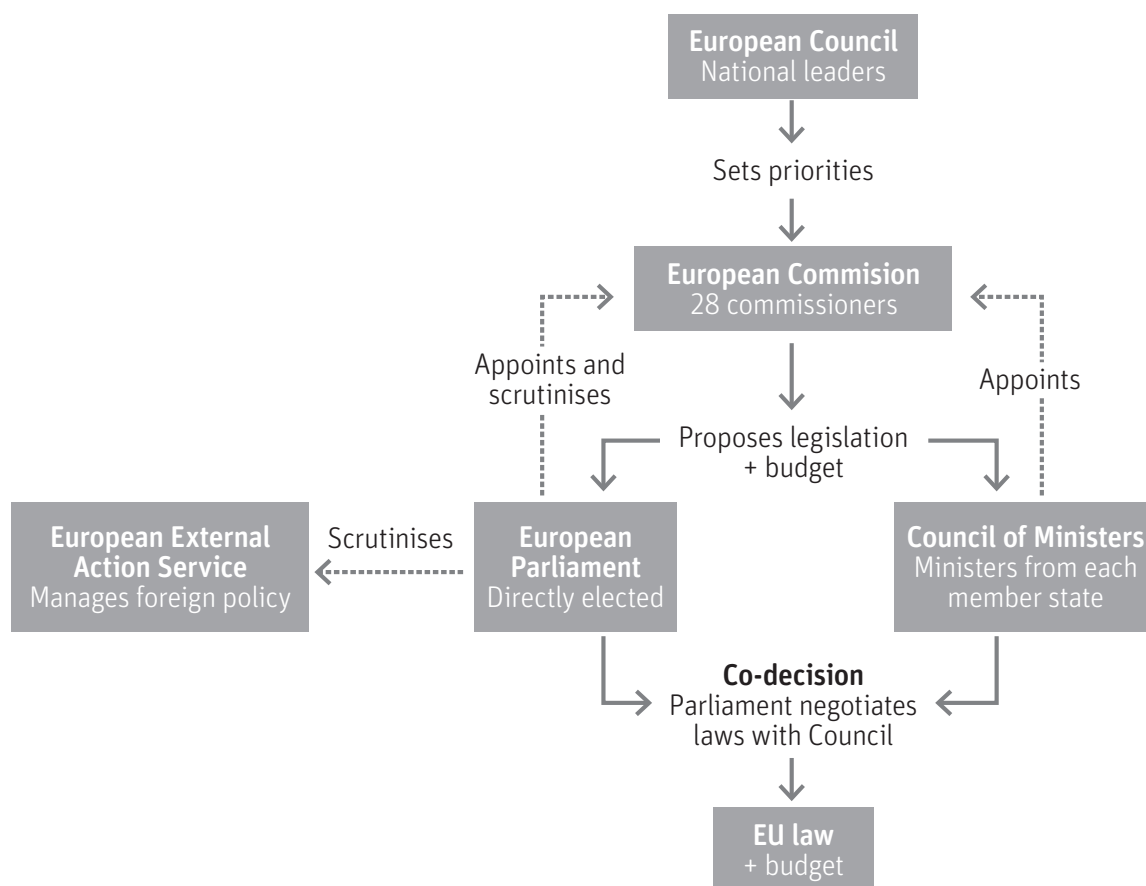 European Council
National leaders
Sets priorities
European Commision
28 commissioners
Appoints and
scrutinises
Appoints
Proposes legislation
+ budget
European External
Action Service
Manages foreign policy
Scrutinises
European
Parliament
Directly elected
Council of Ministers
Ministers from each
member state
Co-decision
Parliament negotiates
laws with Council
EU law
+ budget